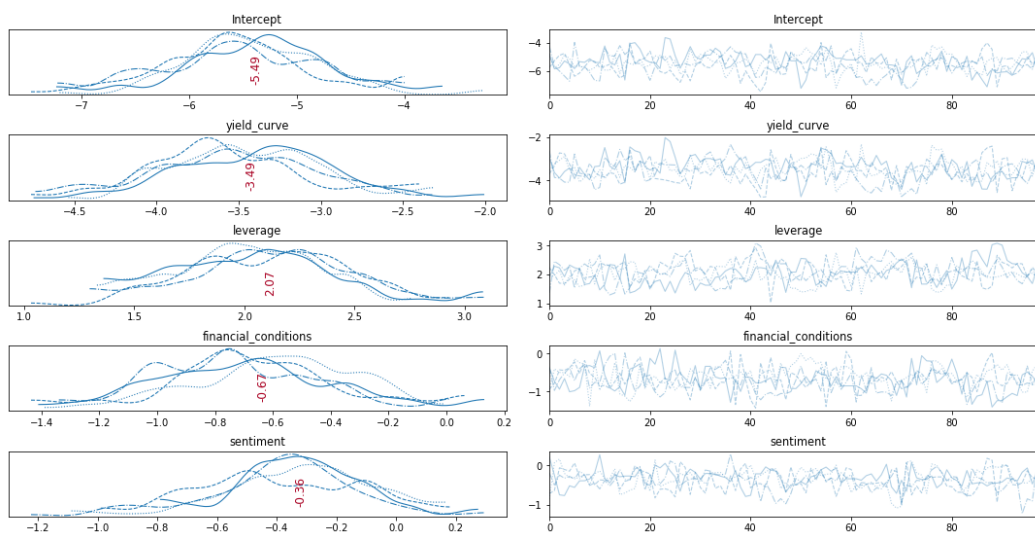 Intercept
-5.49
−7 −6 −5 −4
Intercept
−4
−6
0 20 40 60 80
yield_curve
-3.49
−4.5 −4.0 −3.5 −3.0 −2.5 −2.0
yield_curve
−2
−4
0 20 40 60 80
leverage
2.07
1.0 1.5 2.0 2.5 3.0
leverage
3
2
1
0 20 40 60 80
financial_conditions
-0.67
−1.4 −1.2 −1.0 −0.8 −0.6 −0.4 −0.2 0.0 0.2
financial_conditions
0
−1
0 20 40 60 80
sentiment
-0.36
−1.2 −1.0 −0.8 −0.6 −0.4 −0.2 0.0 0.2
sentiment
0
−1
0 20 40 60 80